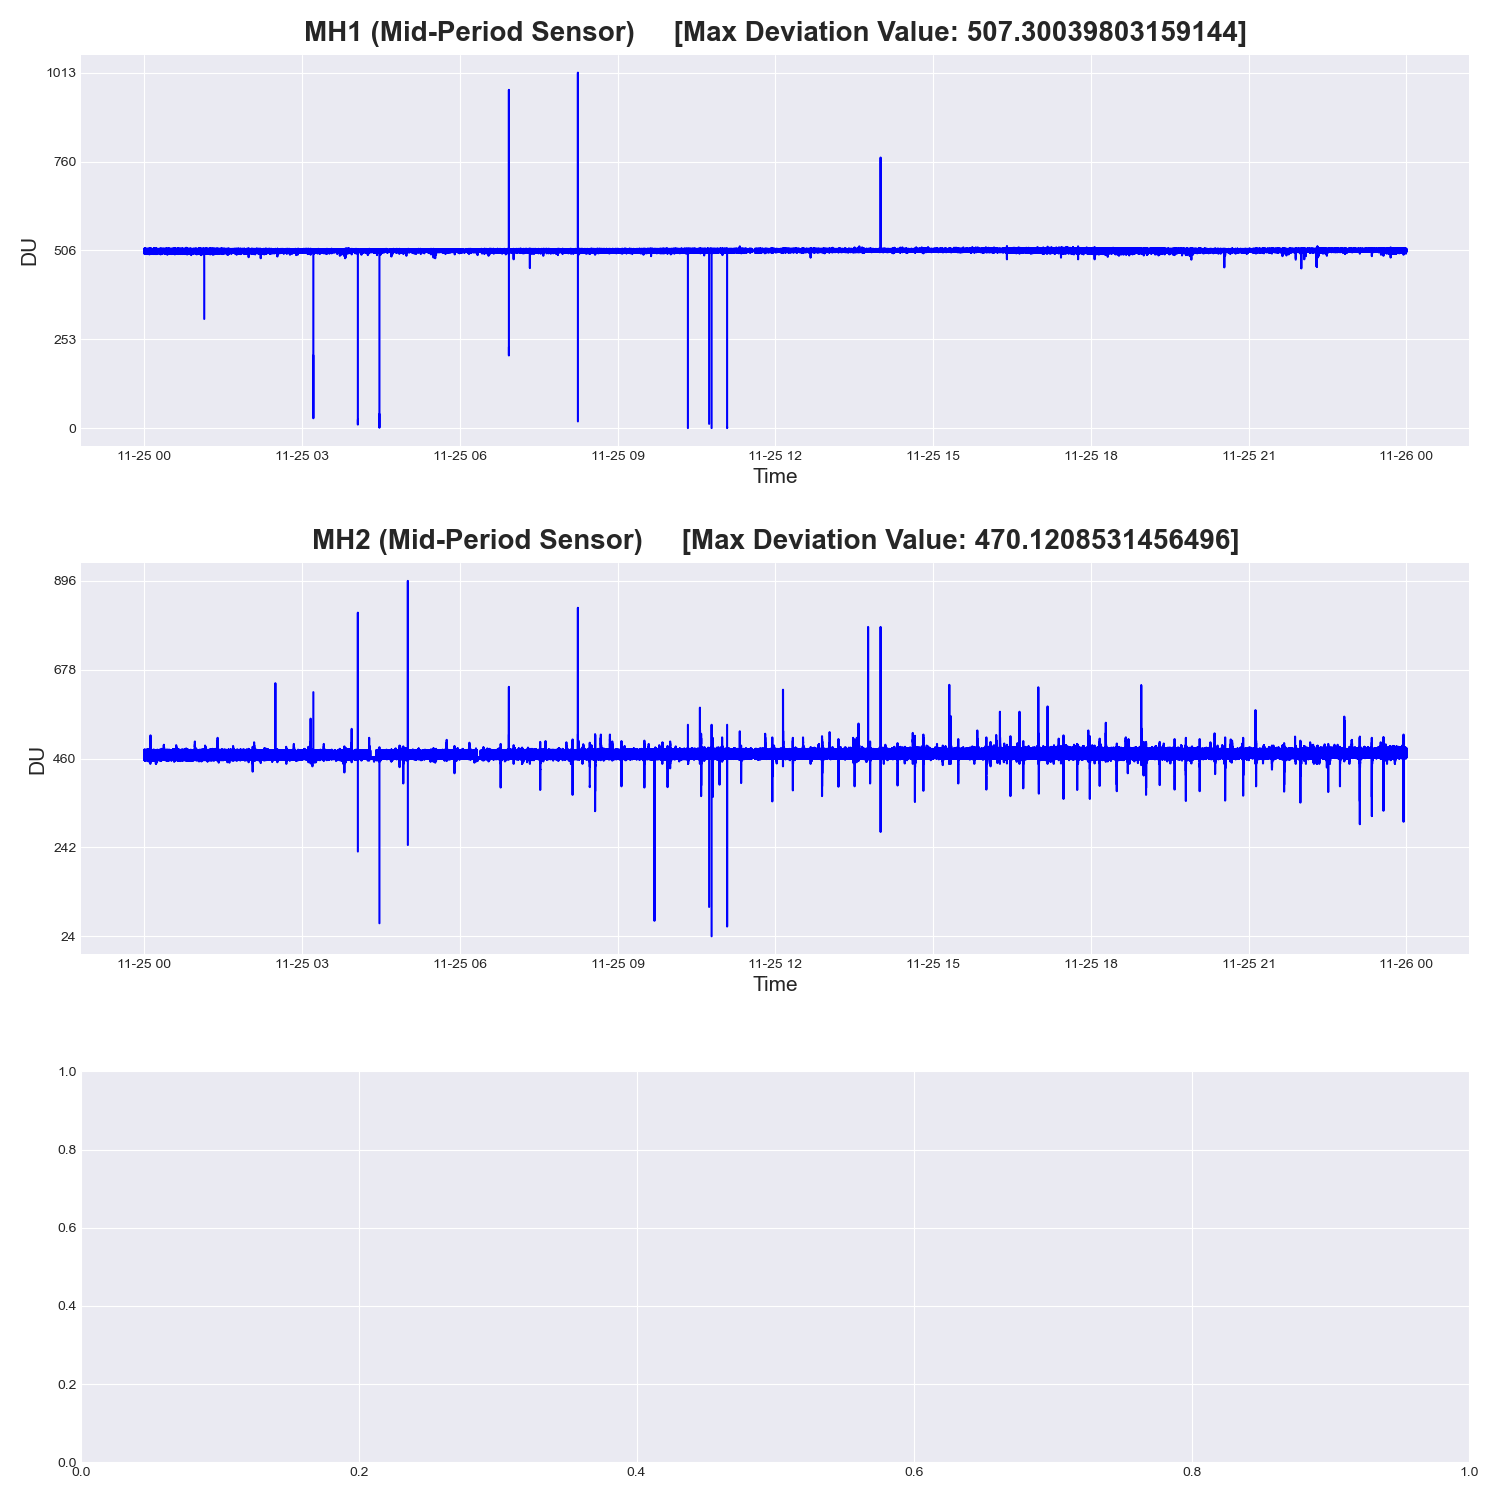 MH1 (Mid-Period Sensor) [Max Deviation Value: 507.30039803159144]
1013
760
506
253
0
DU
11-25 00 11-25 03 11-25 06 11-25 09 11-25 12 11-25 15 11-25 18 11-25 21 11-26 00
Time
MH2 (Mid-Period Sensor) [Max Deviation Value: 470.1208531456496]
896
678
460
242
24
DU
11-25 00 11-25 03 11-25 06 11-25 09 11-25 12 11-25 15 11-25 18 11-25 21 11-26 00
Time
1.0
0.8
0.6
0.4
0.2
0.0
0.0 0.2 0.4 0.6 0.8 1.0